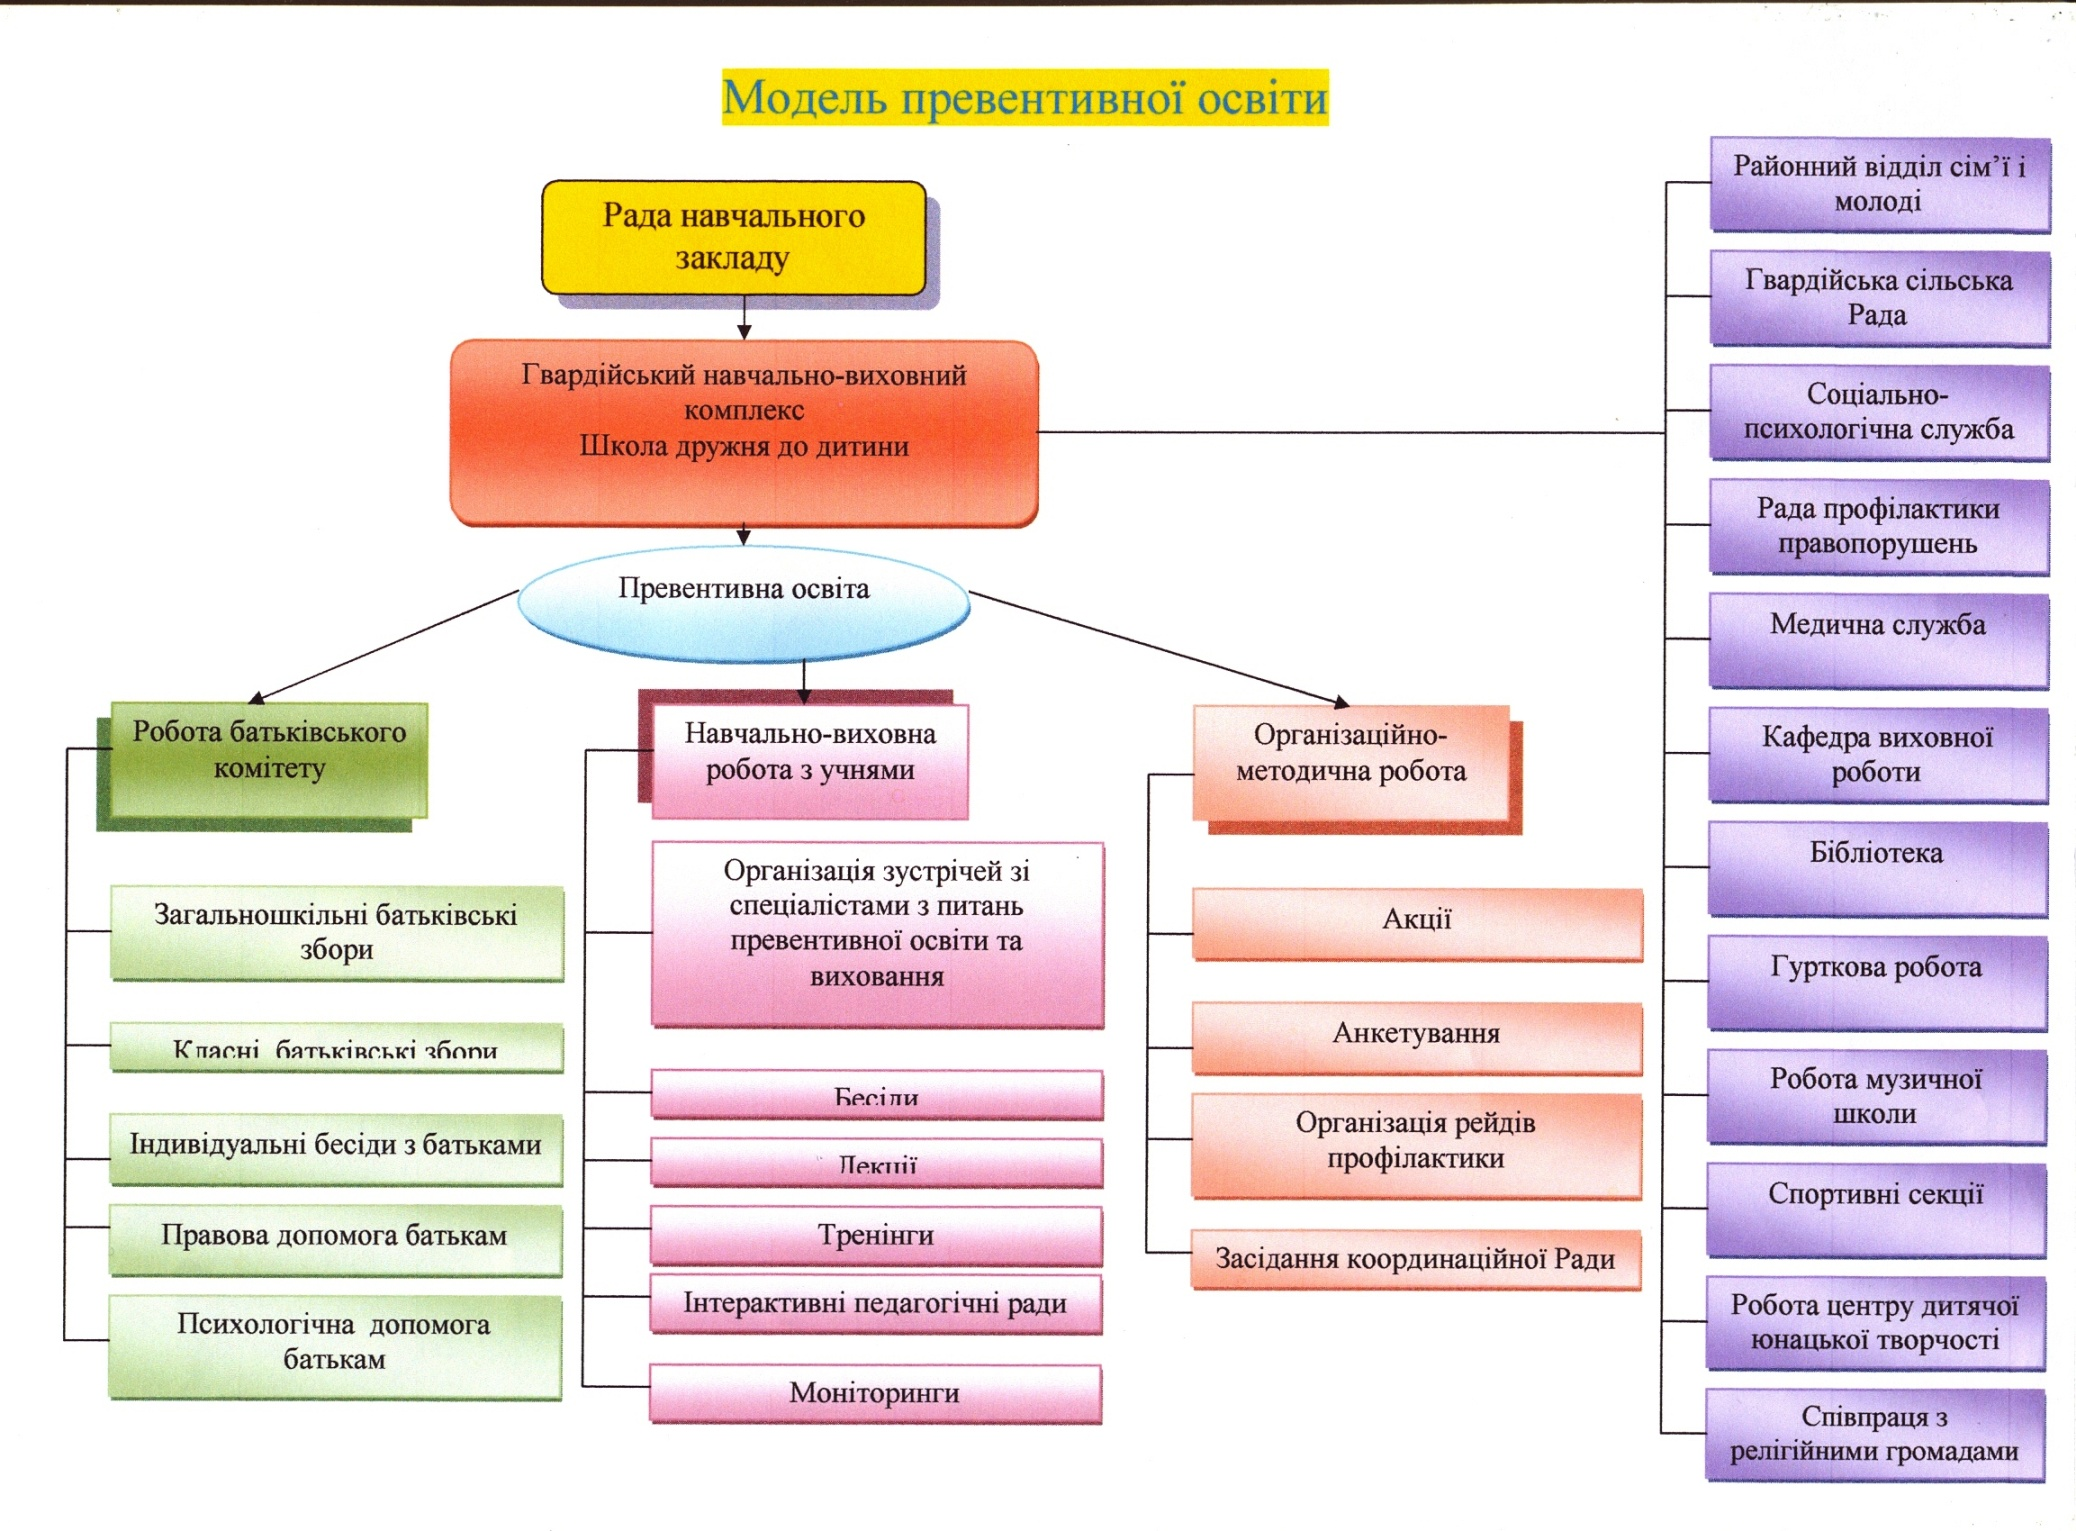 Модель превентивної освіти
Рада навчального
закладу
Гвардійський навчально-виховний
комплекс
Школа дружня до дитини
Превентивна освіта
Робота батьківського
комітету
Загальношкільні батьківські
збори
Класні батьківські збори
Індивідуальні бесіди з батьками
Правова допомога батькам
Психологічна допомога
батькам
Навчально-виховна
робота з учнями
Організація зустрічей зі
спеціалістами з питань
превентивної освіти та
виховання
Бесіди
Лекції
Тренінги
Інтерактивні педагогічні ради
Моніторинги
Організаційно-
методична робота
Акції
Анкетування
Організація рейдів
профілактики
Засідання координаційної Ради
Районний відділ сім’ї і
молоді
Гвардійська сільська
Рада
Соціально-
психологічна служба
Рада профілактики
правопорушень
Медична служба
Кафедра виховної
роботи
Бібліотека
Гурткова робота
Робота музичної
школи
Спортивні секції
Робота центру дитячої
юнацької творчості
Співпраця з
релігійними громадами